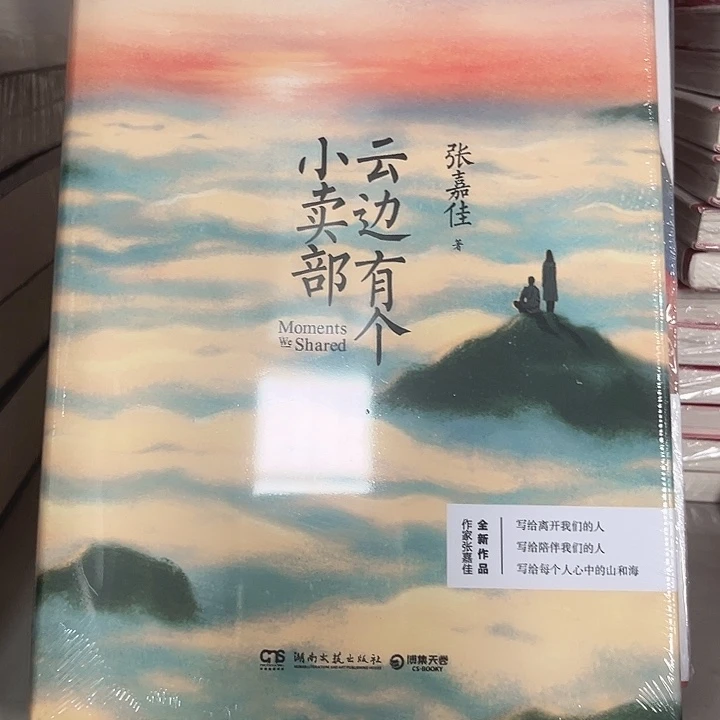 云边有个
小卖部
Moments
We Shared
张嘉佳 著
作家张嘉佳
全新作品
写给离开我们的人
写给陪伴我们的人
写给每个人心中的山和海
CMS
湖南文艺出版社
博集天卷
CS-BOOKY